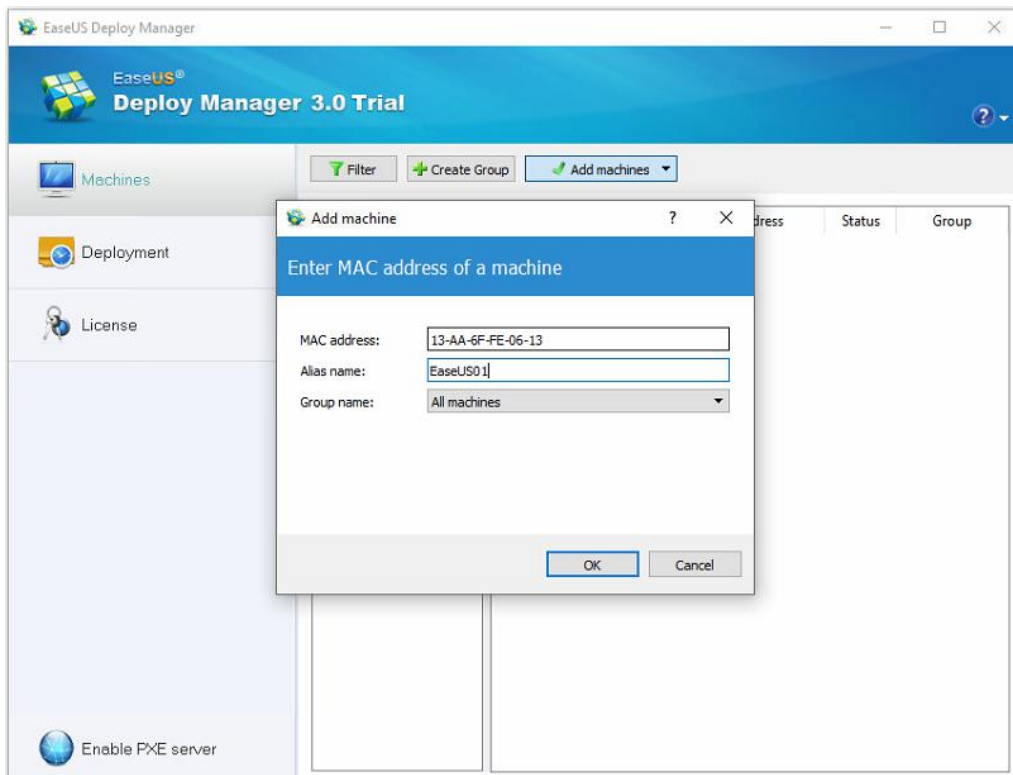 EaseUS Deploy Manager
EaseUS®
Deploy Manager 3.0 Trial
?
Machines
Filter
Create Group
Add machines
Deployment
License
Add machine
?
Status
Group
Enter MAC address of a machine
MAC address:
13-AA-6F-FE-06-13
Alias name:
EaseUS01
Group name:
All machines
OK
Cancel
Enable PXE server